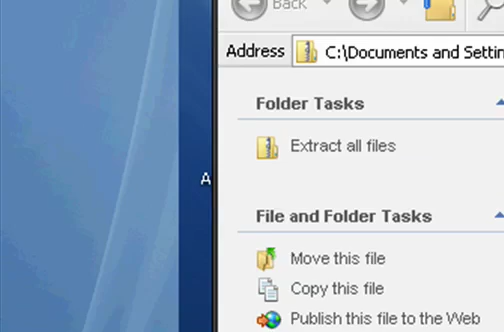 Back
Address C:\Documents and Settin
Folder Tasks
Extract all files
A
File and Folder Tasks
Move this file
Copy this file
Publish this file to the Web